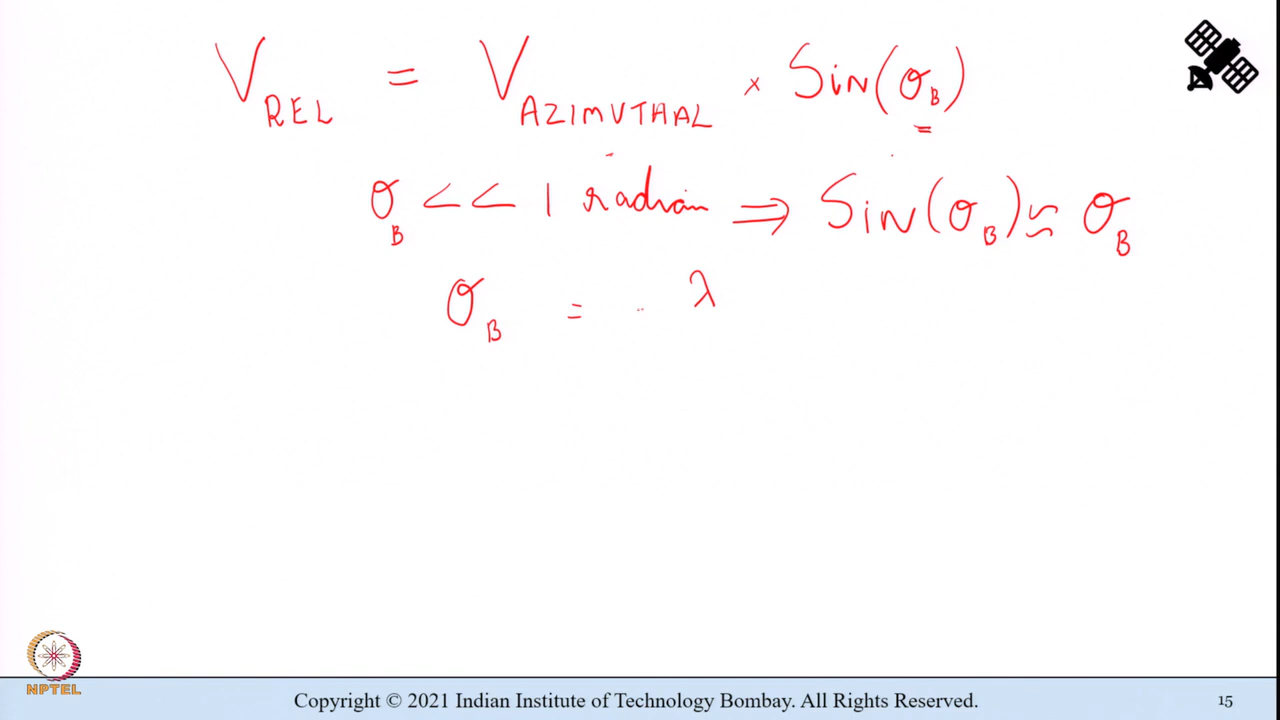 V_REL = V_AZIMUTHAL × Sin(θ_B)
θ_B << 1 radian ⇒ Sin(θ_B) ≈ θ_B
θ_B = λ
NPTEL
Copyright © 2021 Indian Institute of Technology Bombay. All Rights Reserved.
15